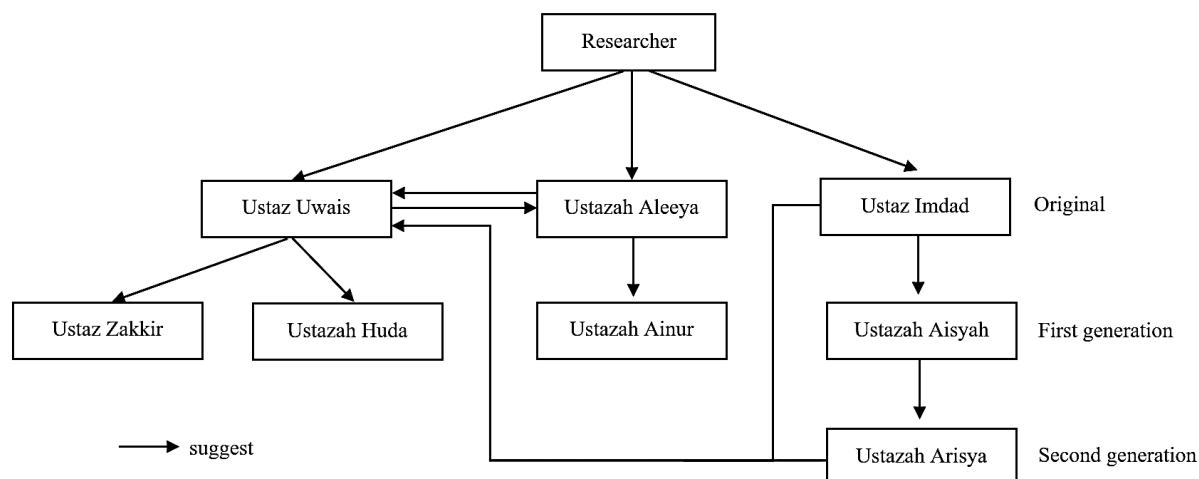 Researcher
Ustaz Uwais
Ustazah Aleeya
Ustaz Imdad
Original
Ustaz Zakkir
Ustazah Huda
Ustazah Ainur
Ustazah Aisyah
First generation
suggest
Ustazah Arisya
Second generation